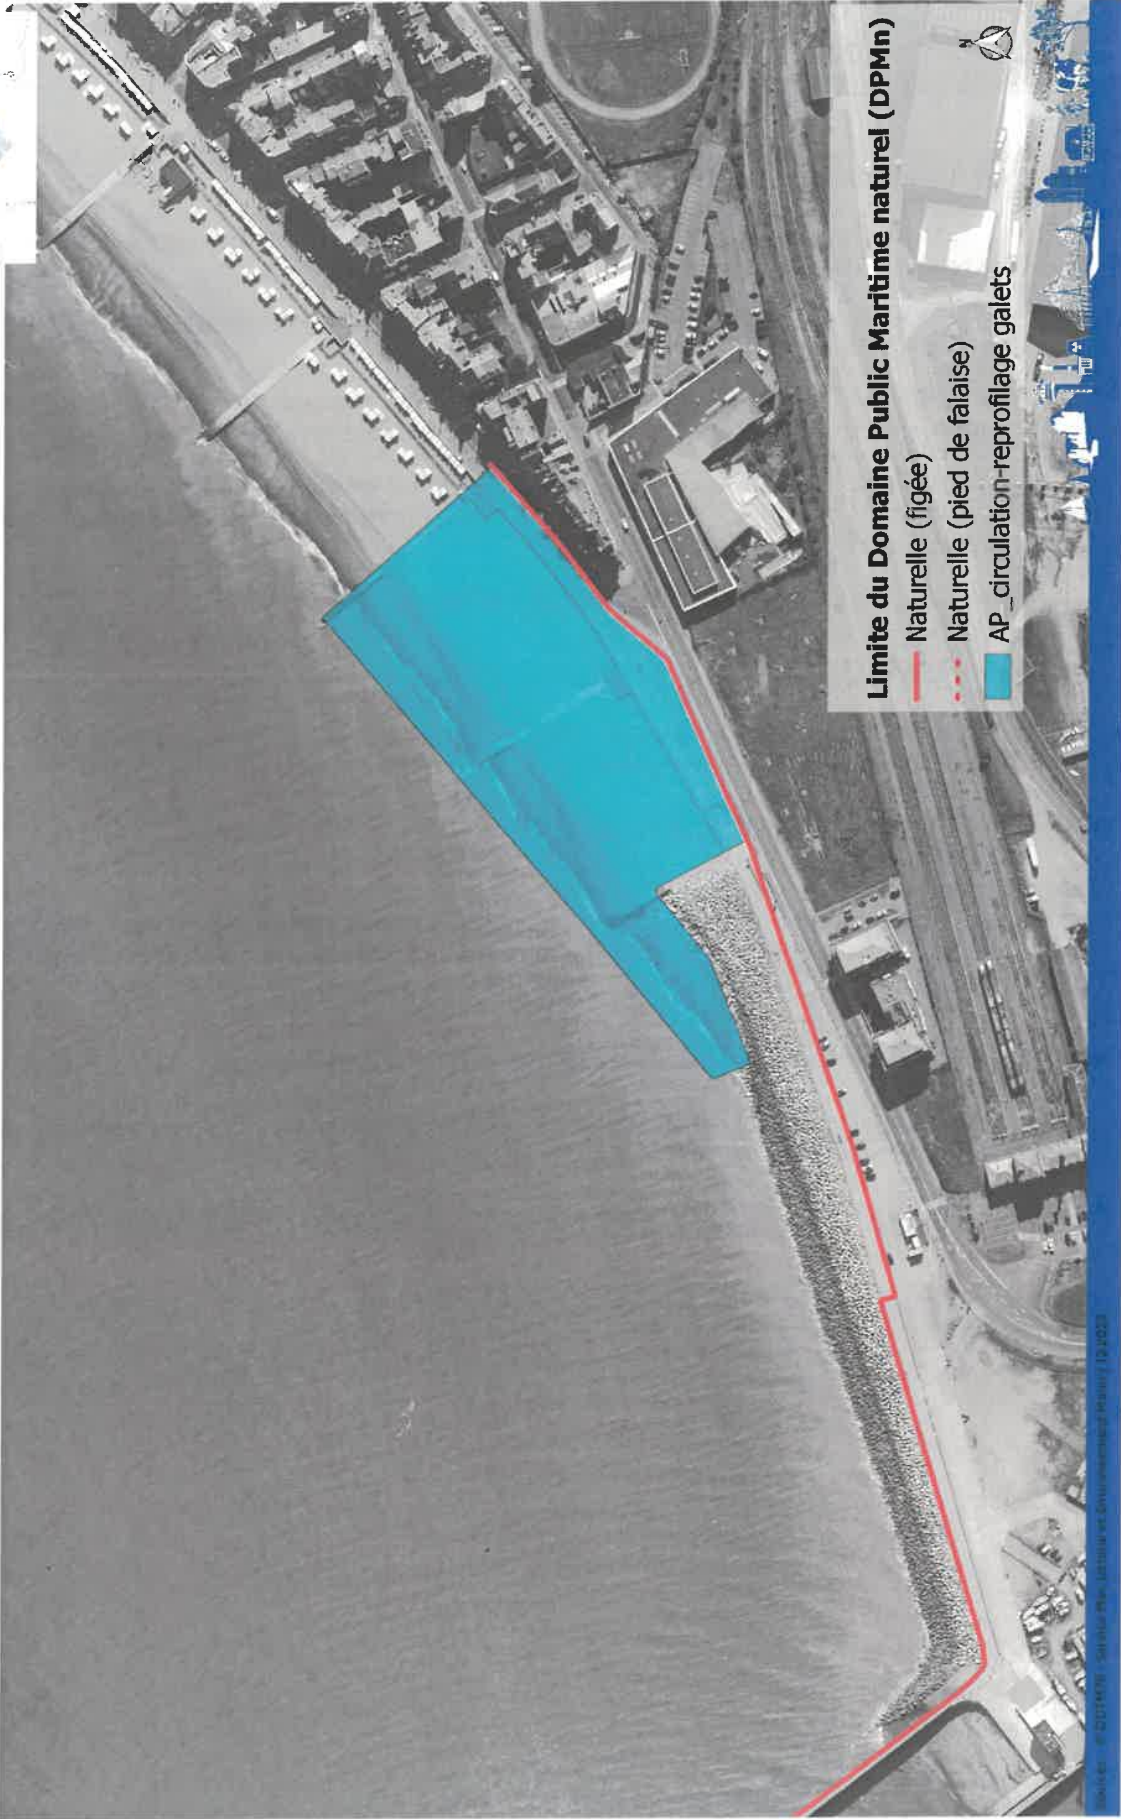 Limite du Domaine Public Maritime naturel (DPMn)
Naturelle (figée)
Naturelle (pied de falaise)
AP_circulation-reprofilage galets
N